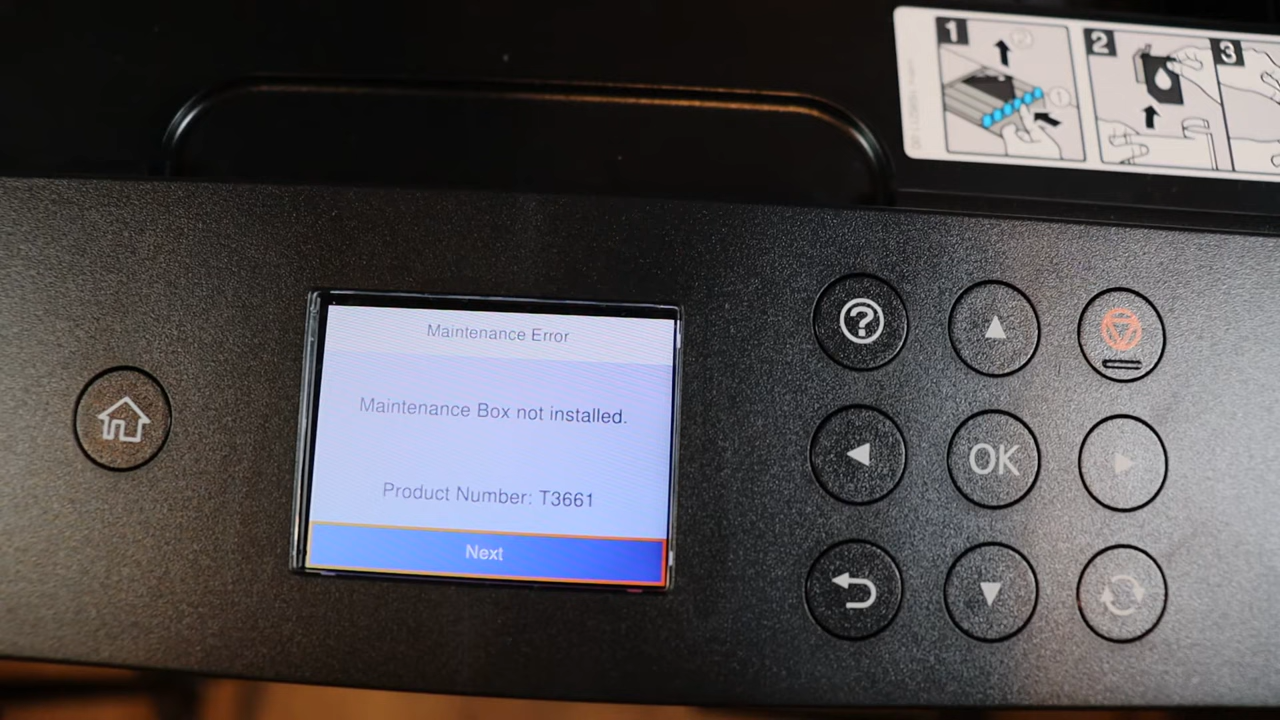 1
2
3
Maintenance Error
Maintenance Box not installed.
Product Number: T3661
Next
?
OK